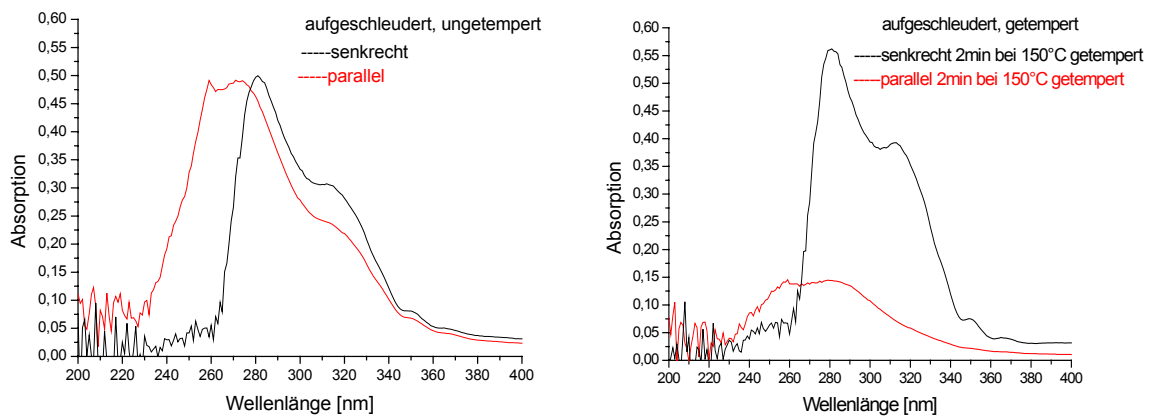 aufgeschleudert, ungetempert
-----senkrecht
-----parallel
0,60
0,55
0,50
0,45
0,40
0,35
0,30
0,25
0,20
0,15
0,10
0,05
0,00
Absorption
200 220 240 260 280 300 320 340 360 380 400
Wellenlänge [nm]
aufgeschleudert, getempert
-----senkrecht 2min bei 150°C getempert
-----parallel 2min bei 150°C getempert
0,60
0,55
0,50
0,45
0,40
0,35
0,30
0,25
0,20
0,15
0,10
0,05
0,00
Absorption
200 220 240 260 280 300 320 340 360 380 400
Wellenlänge [nm]